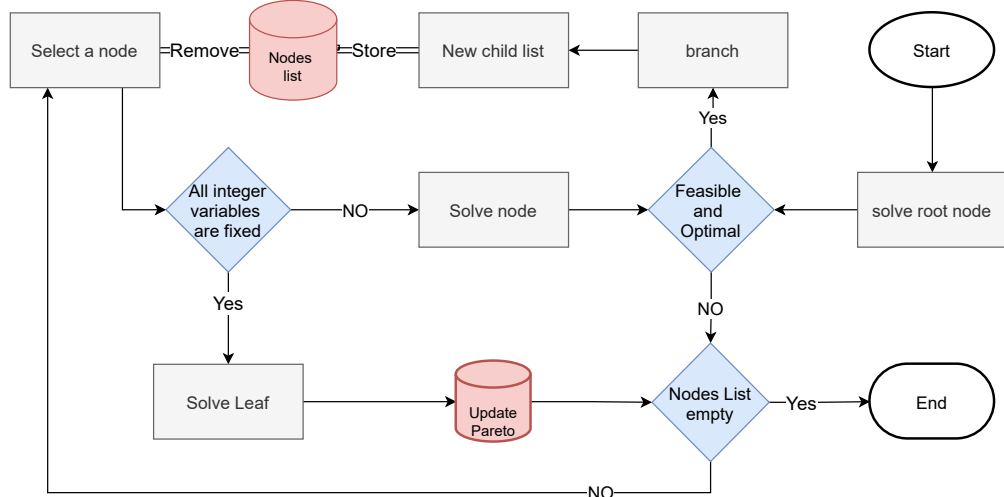 Select a node
Remove
Nodes
list
Store
New child list
branch
Start
Yes
All integer
variables
are fixed
NO
Solve node
Feasible
and
Optimal
solve root node
Yes
NO
Solve Leaf
Update
Pareto
Nodes List
empty
Yes
End
NO